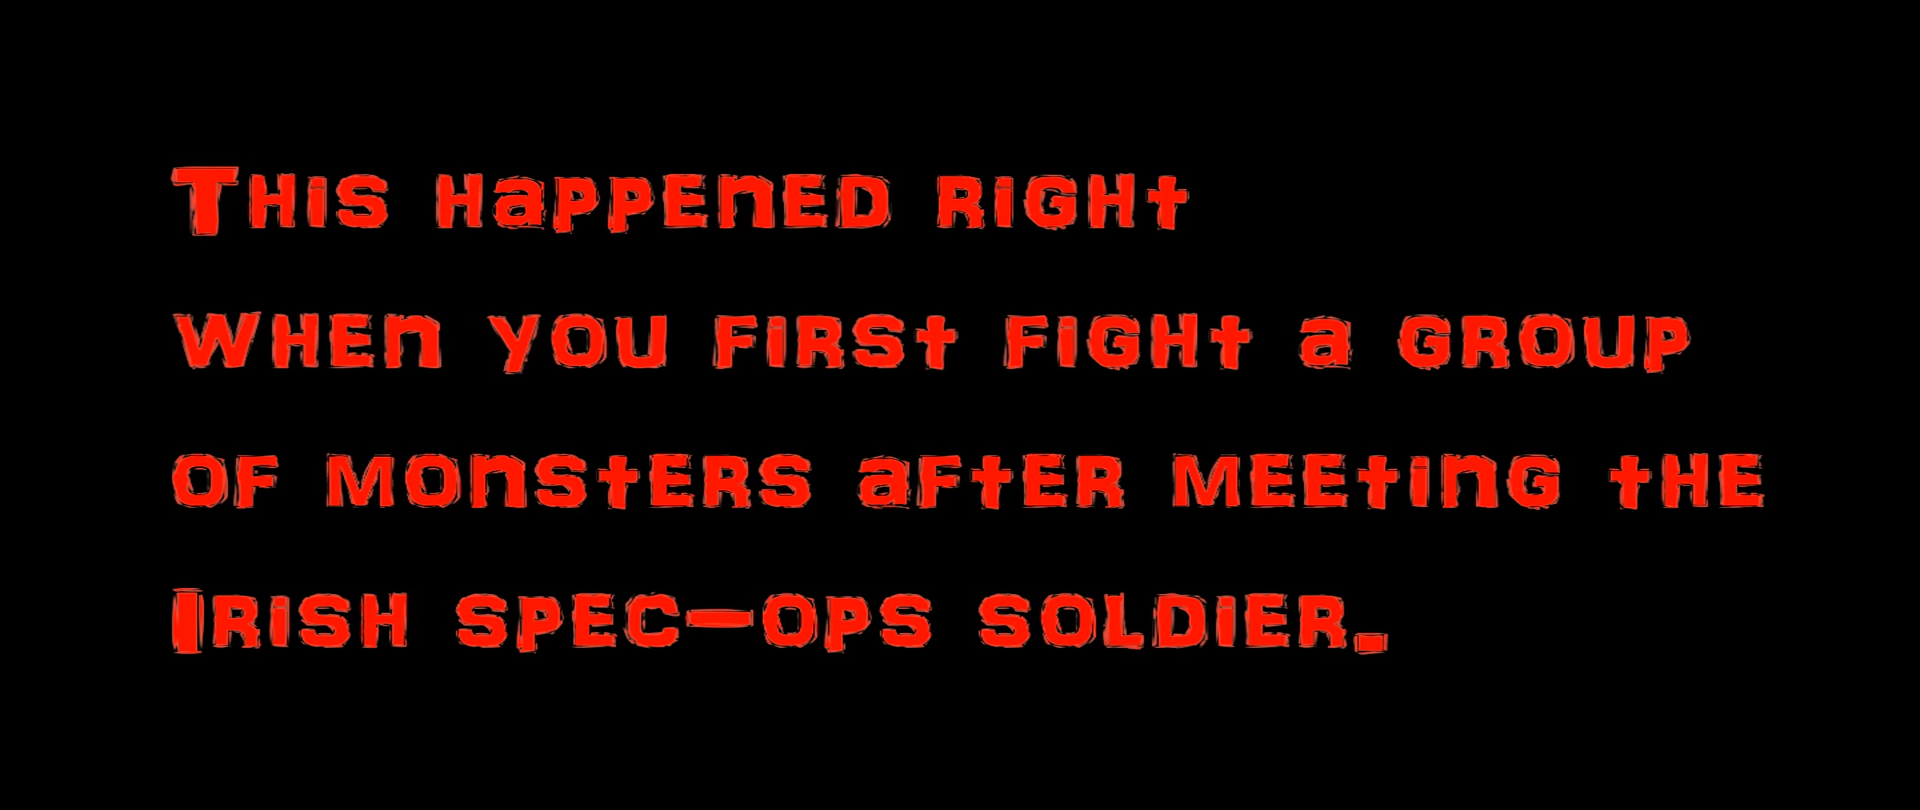 This happened right
when you first fight a group
of monsters after meeting the
Irish spec-ops soldier.